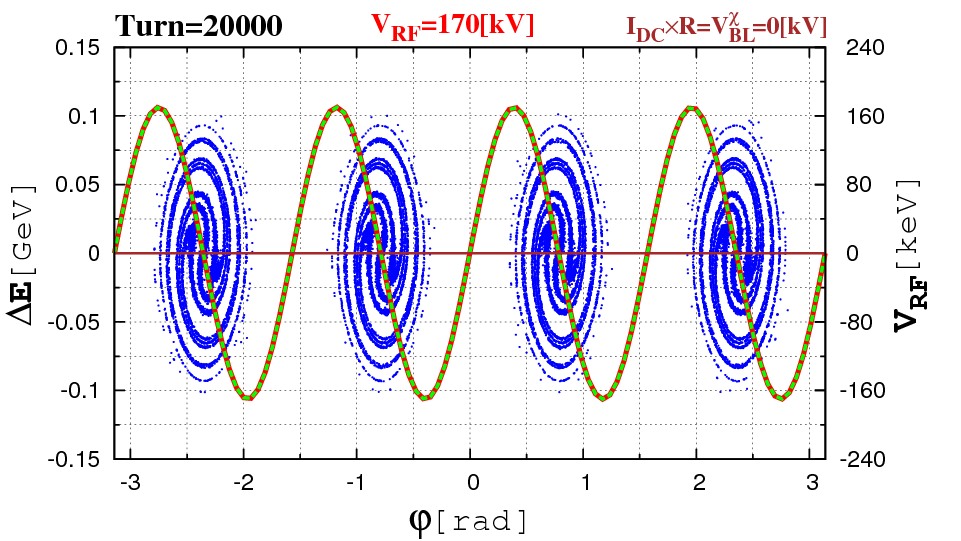 Turn=20000 V_RF=170[kV] I_DC×R=V_BL^χ=0[kV]
0.15 240
0.1 160
0.05 80
0 0
-0.05 -80
-0.1 -160
-0.15 -240
ΔE[GeV]
V_RF[keV]
-3 -2 -1 0 1 2 3
φ[rad]